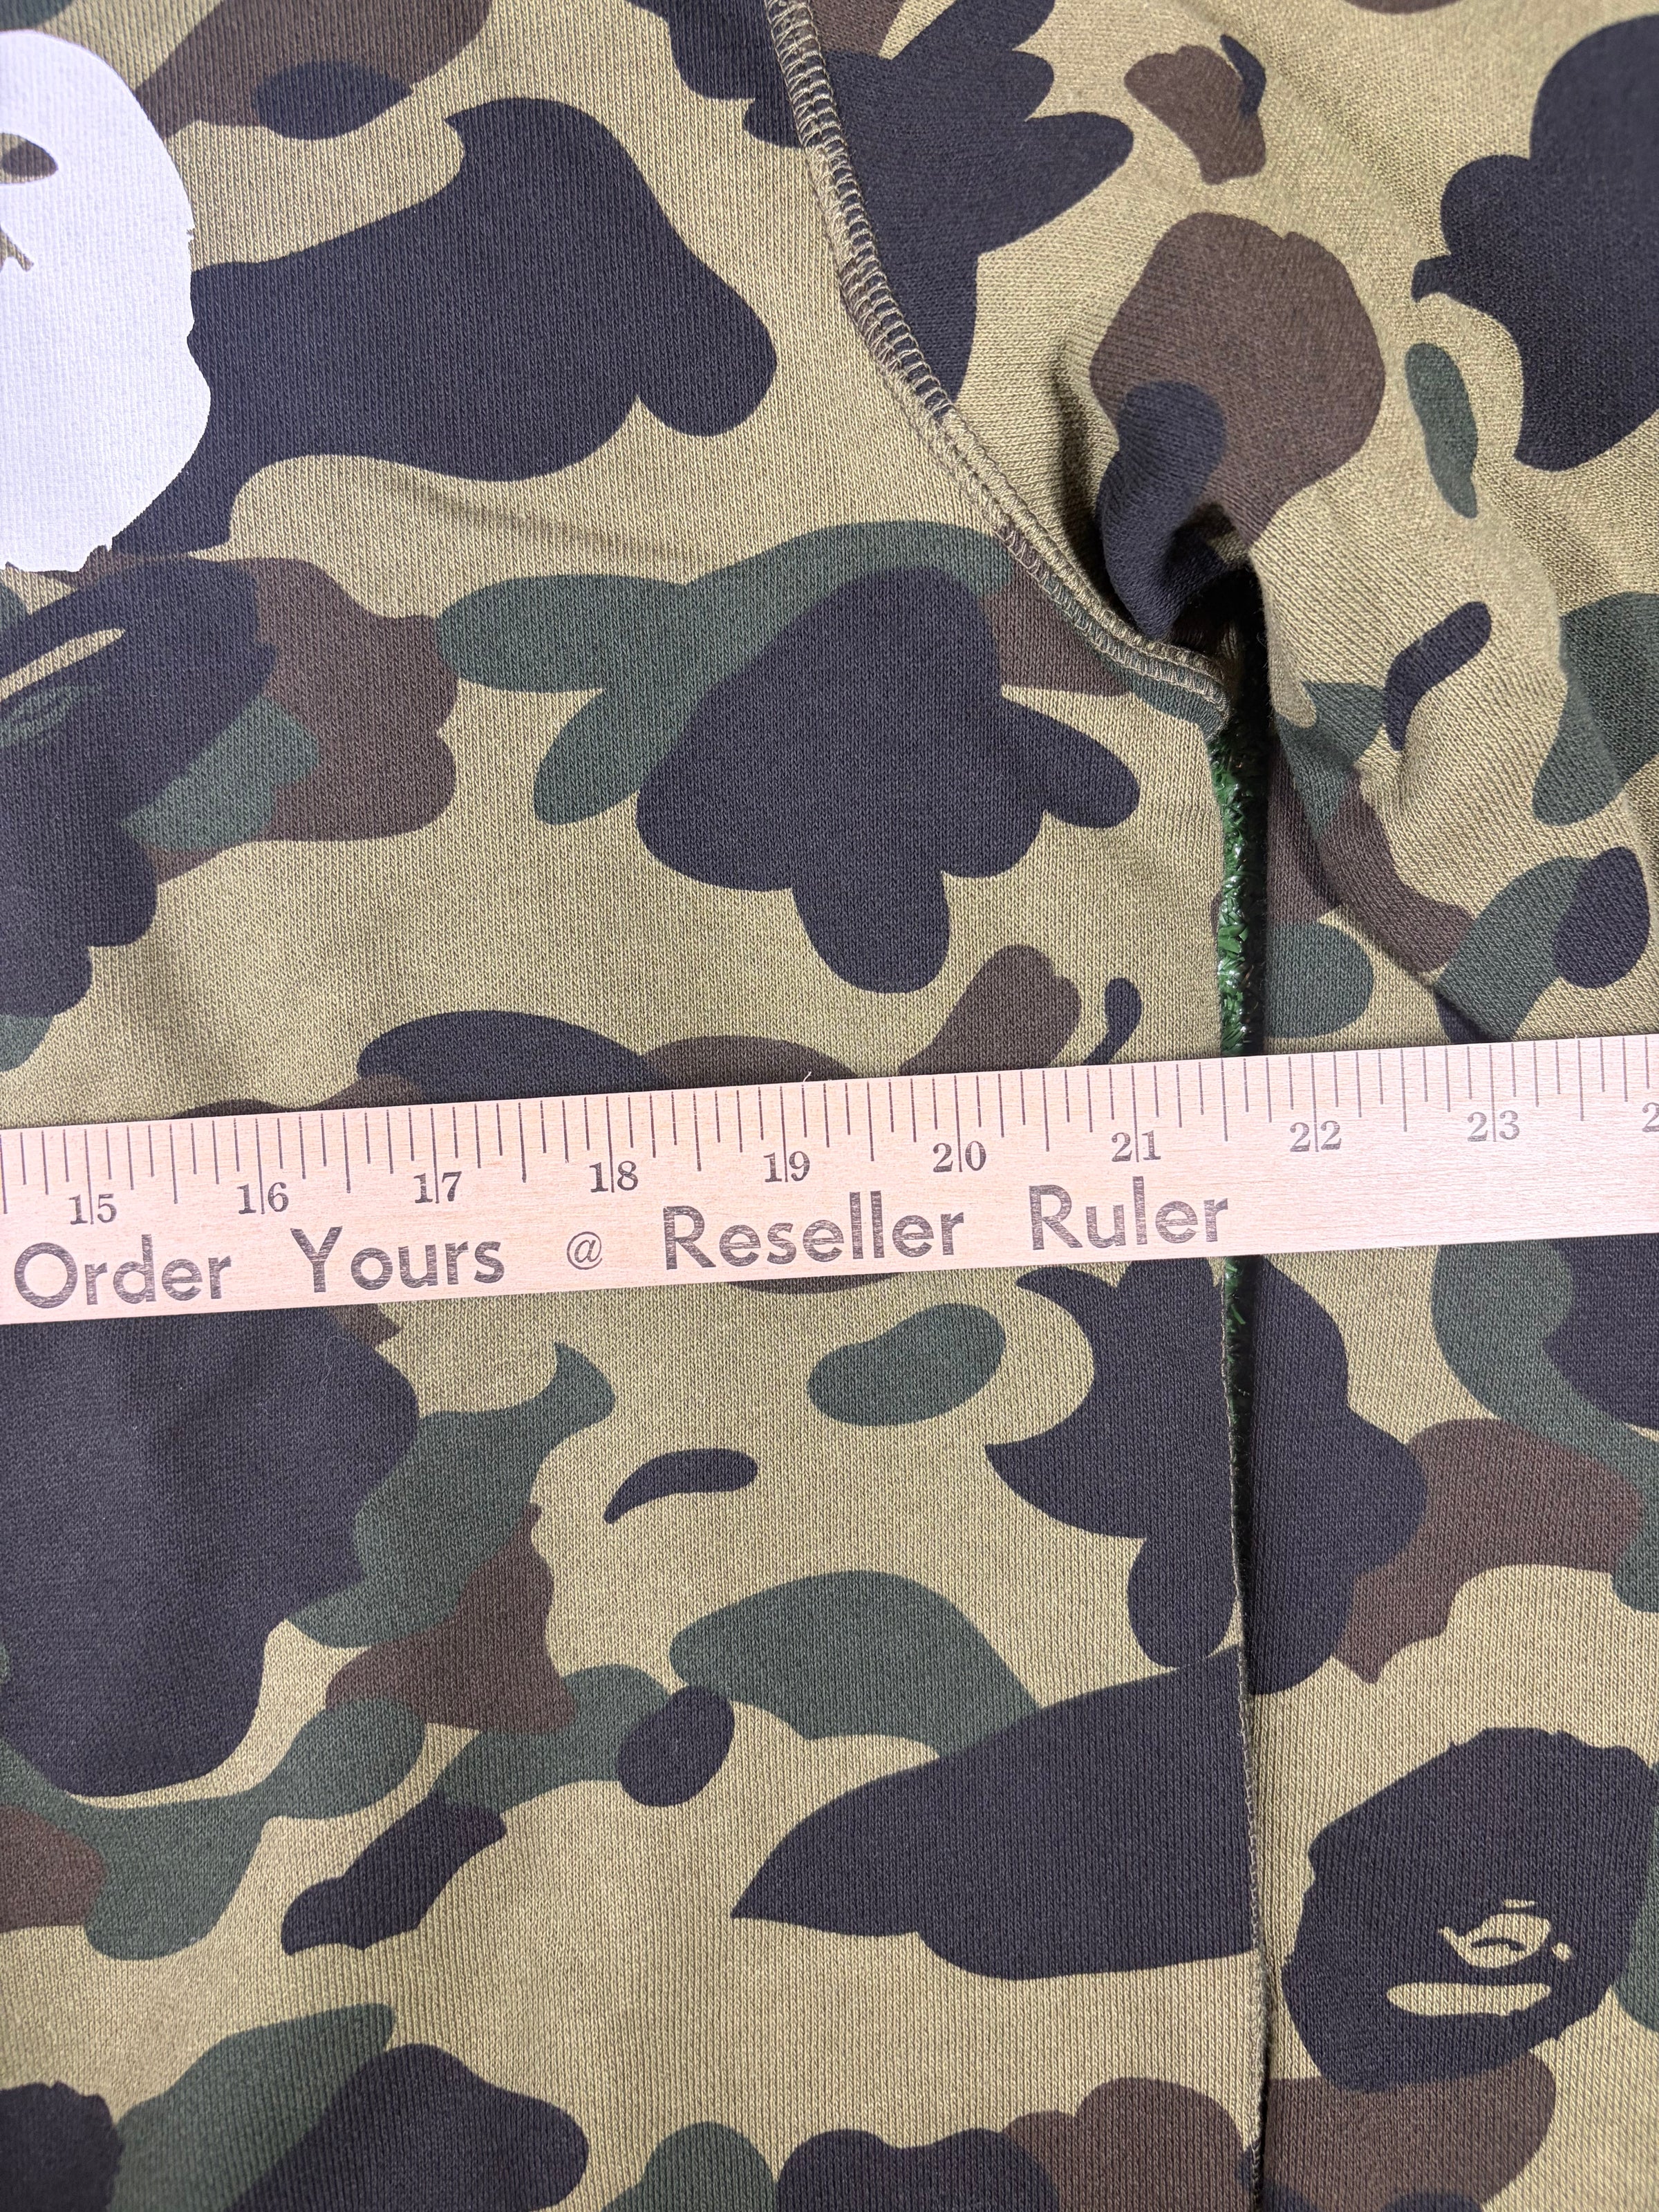 15 16 17 18 19 20 21 22 23
Order Yours @ Reseller Ruler